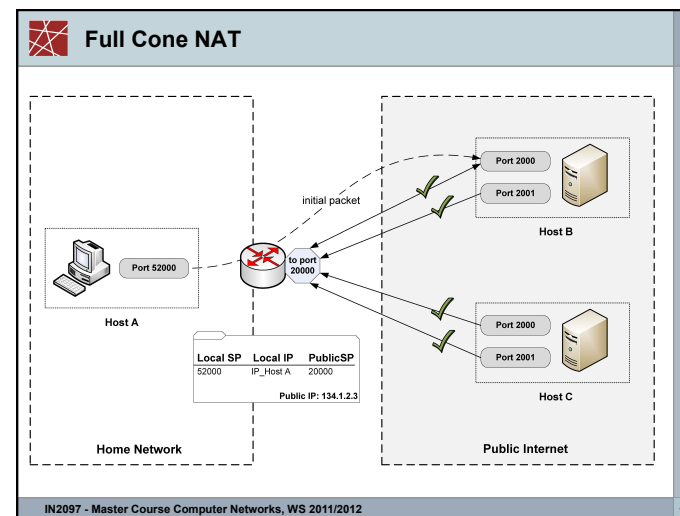 Full Cone NAT
initial packet
Port 2000
Port 2001
Host B
Port 52000
to port
20000
Host A
Port 2000
Port 2001
Host C
Local SP Local IP PublicSP
52000 IP_Host A 20000
Public IP: 134.1.2.3
Home Network
Public Internet
IN2097 - Master Course Computer Networks, WS 2011/2012